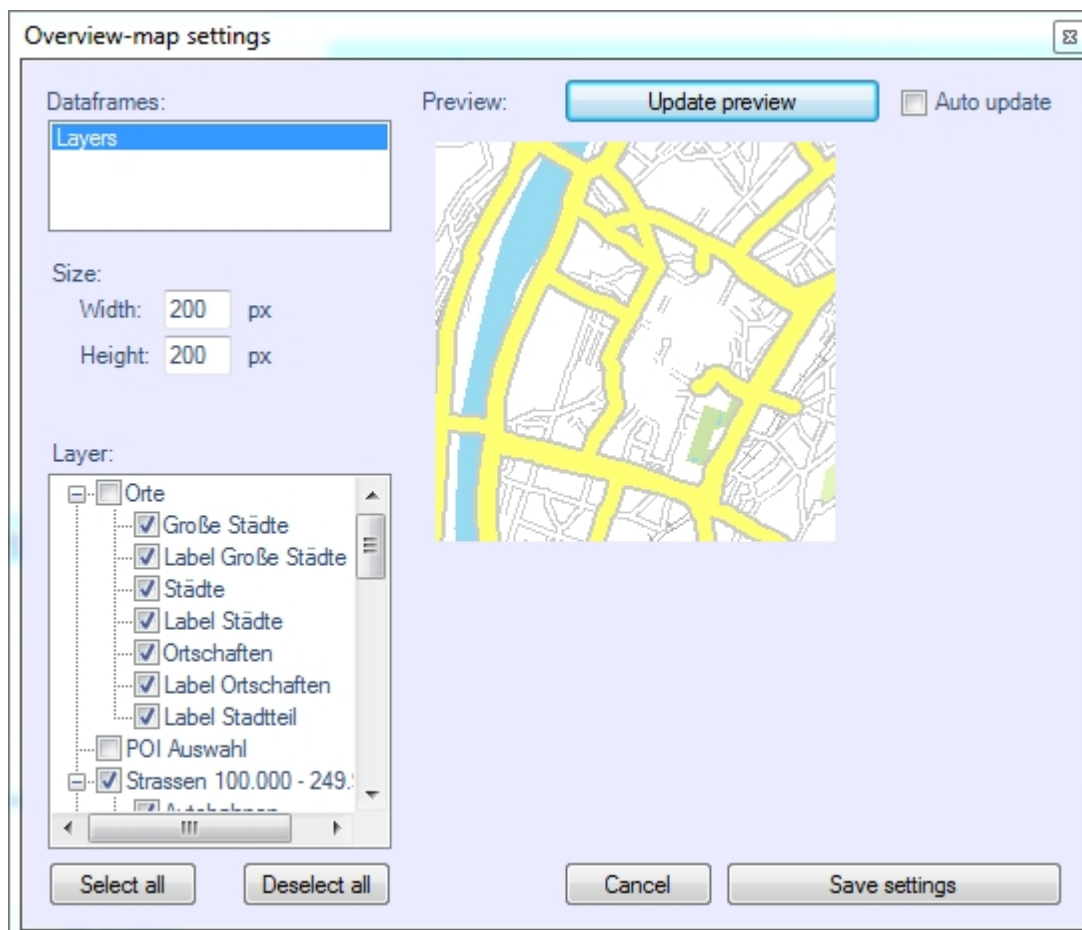 Overview-map settings
Dataframes:
Layers
Preview:
Update preview
Auto update
Size:
Width: 200 px
Height: 200 px
Layer:
Orte
Große Städte
Label Große Städte
Städte
Label Städte
Ortschaften
Label Ortschaften
Label Stadtteil
POI Auswahl
Strassen 100.000 - 249.
Autobahnen
Select all
Deselect all
Cancel
Save settings